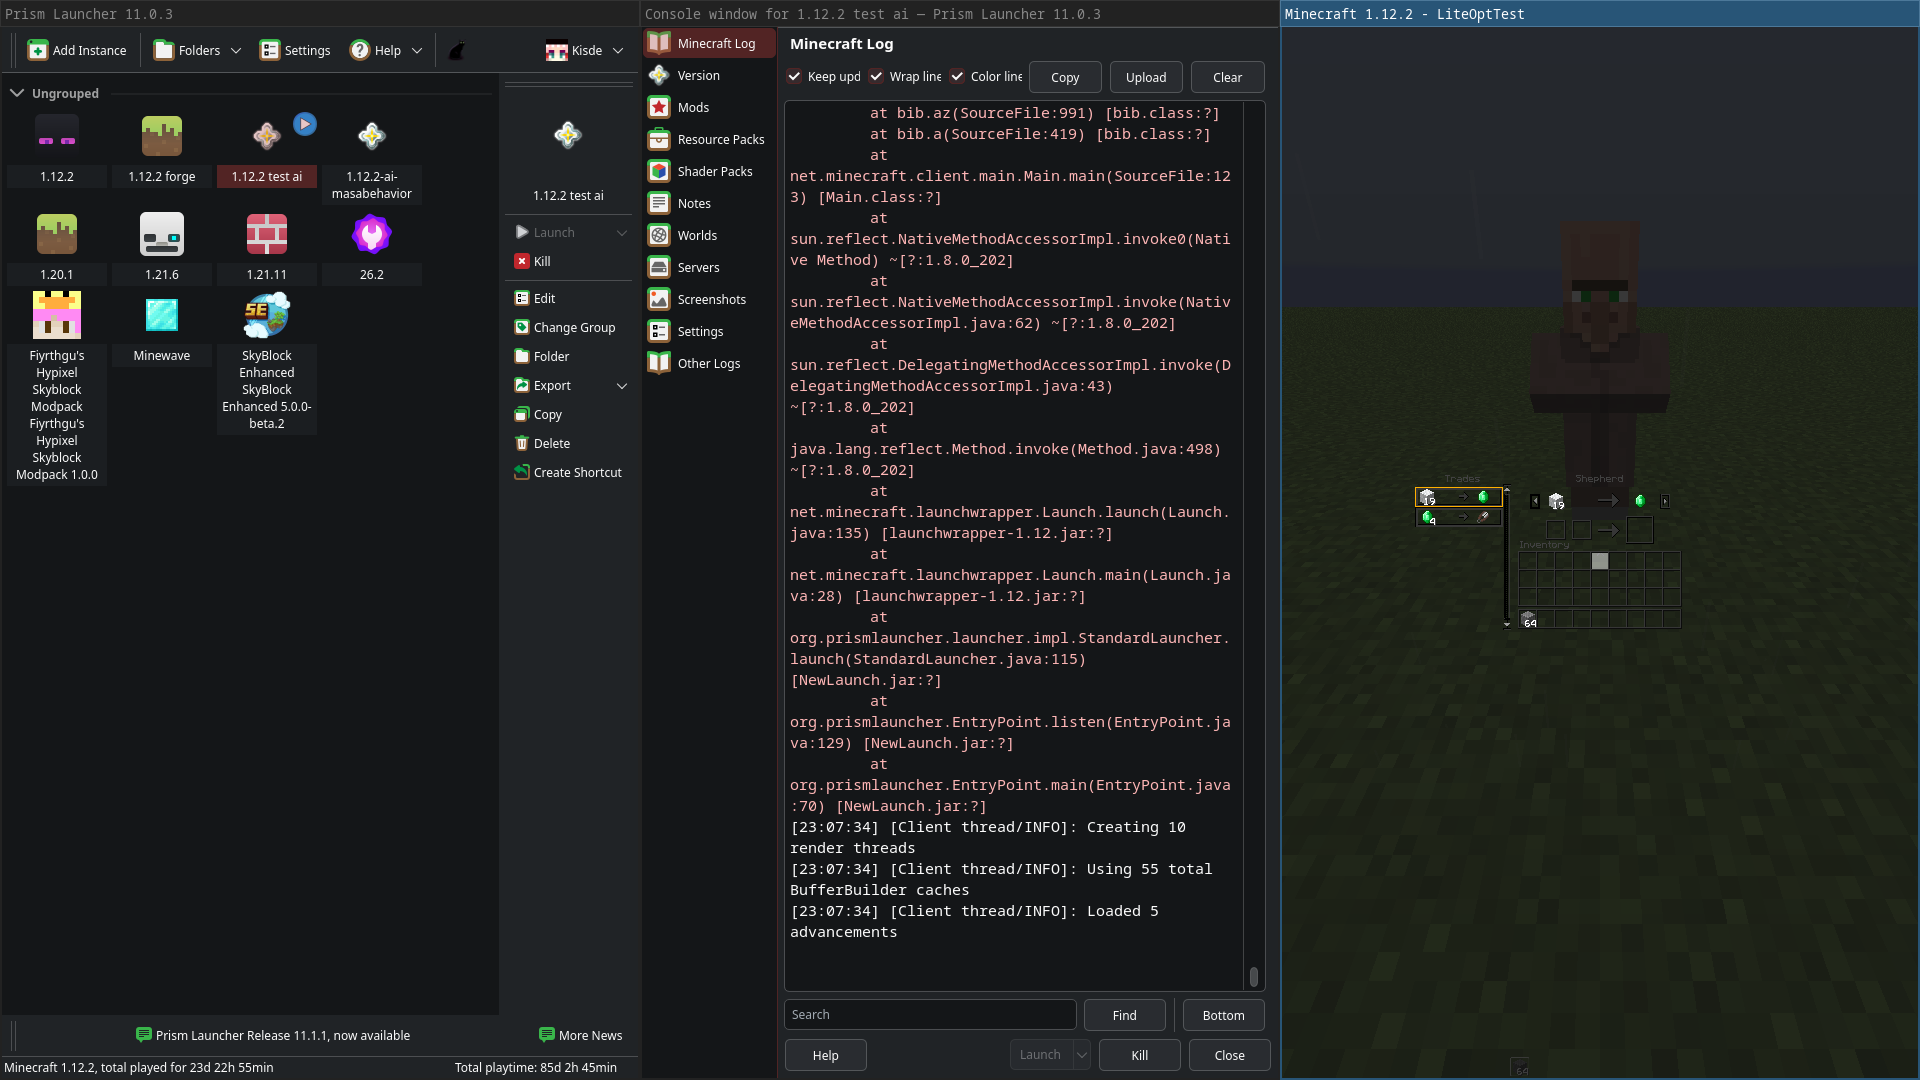 Prism Launcher 11.0.3
Add Instance
Folders
Settings
Help
Kisde
Ungrouped
1.12.2
1.12.2 forge
1.12.2 test ai
1.12.2-ai-
masabehavior
1.20.1
1.21.6
1.21.11
26.2
Fiyrthgu's
Hypixel
Skyblock
Modpack
Fiyrthgu's
Hypixel
Skyblock
Modpack 1.0.0
Minewave
SE
SkyBlock
Enhanced
SkyBlock
Enhanced 5.0.0-
beta.2
1.12.2 test ai
Launch
Kill
Edit
Change Group
Folder
Export
Copy
Delete
Create Shortcut
Prism Launcher Release 11.1.1, now available
More News
Minecraft 1.12.2, total played for 23d 22h 55min
Total playtime: 85d 2h 45min
Console window for 1.12.2 test ai — Prism Launcher 11.0.3
Minecraft Log
Version
Mods
Resource Packs
Shader Packs
Notes
Worlds
Servers
Screenshots
Settings
Other Logs
Minecraft Log
Keep upd
Wrap line
Color line
Copy
Upload
Clear
at bib.az(SourceFile:991) [bib.class:?]
at bib.a(SourceFile:419) [bib.class:?]
at
net.minecraft.client.main.Main.main(SourceFile:12
3) [Main.class:?]
at
sun.reflect.NativeMethodAccessorImpl.invoke0(Nati
ve Method) ~[?:1.8.0_202]
at
sun.reflect.NativeMethodAccessorImpl.invoke(Nativ
eMethodAccessorImpl.java:62) ~[?:1.8.0_202]
at
sun.reflect.DelegatingMethodAccessorImpl.invoke(D
elegatingMethodAccessorImpl.java:43)
~[?:1.8.0_202]
at
java.lang.reflect.Method.invoke(Method.java:498)
~[?:1.8.0_202]
at
net.minecraft.launchwrapper.Launch.launch(Launch.
java:135) [launchwrapper-1.12.jar:?]
at
net.minecraft.launchwrapper.Launch.main(Launch.ja
va:28) [launchwrapper-1.12.jar:?]
at
org.prismlauncher.launcher.impl.StandardLauncher.
launch(StandardLauncher.java:115)
[NewLaunch.jar:?]
at
org.prismlauncher.EntryPoint.listen(EntryPoint.ja
va:129) [NewLaunch.jar:?]
at
org.prismlauncher.EntryPoint.main(EntryPoint.java
:70) [NewLaunch.jar:?]
[23:07:34] [Client thread/INFO]: Creating 10
render threads
[23:07:34] [Client thread/INFO]: Using 55 total
BufferBuilder caches
[23:07:34] [Client thread/INFO]: Loaded 5
advancements
Search
Find
Bottom
Help
Launch
Kill
Close
Minecraft 1.12.2 - LiteOptTest
Trades
Shepherd
19
19
4
Inventory
64
64